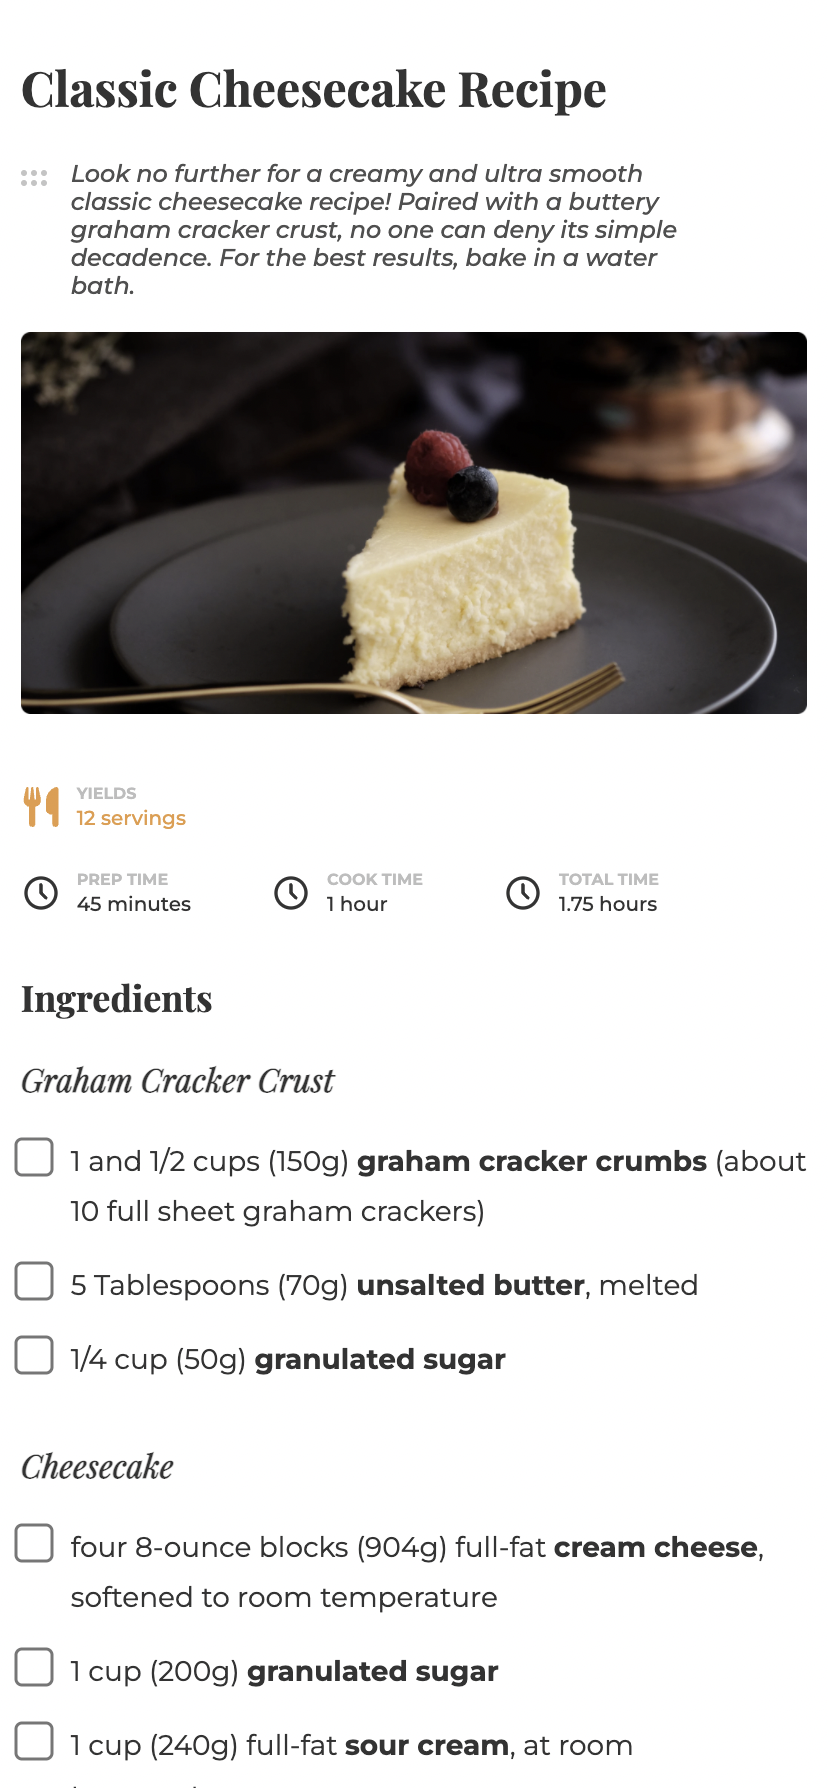 Classic Cheesecake Recipe
Look no further for a creamy and ultra smooth
classic cheesecake recipe! Paired with a buttery
graham cracker crust, no one can deny its simple
decadence. For the best results, bake in a water
bath.
YIELDS
12 servings
PREP TIME
45 minutes
COOK TIME
1 hour
TOTAL TIME
1.75 hours
Ingredients
Graham Cracker Crust
1 and 1/2 cups (150g) graham cracker crumbs (about
10 full sheet graham crackers)
5 Tablespoons (70g) unsalted butter, melted
1/4 cup (50g) granulated sugar
Cheesecake
four 8-ounce blocks (904g) full-fat cream cheese,
softened to room temperature
1 cup (200g) granulated sugar
1 cup (240g) full-fat sour cream, at room